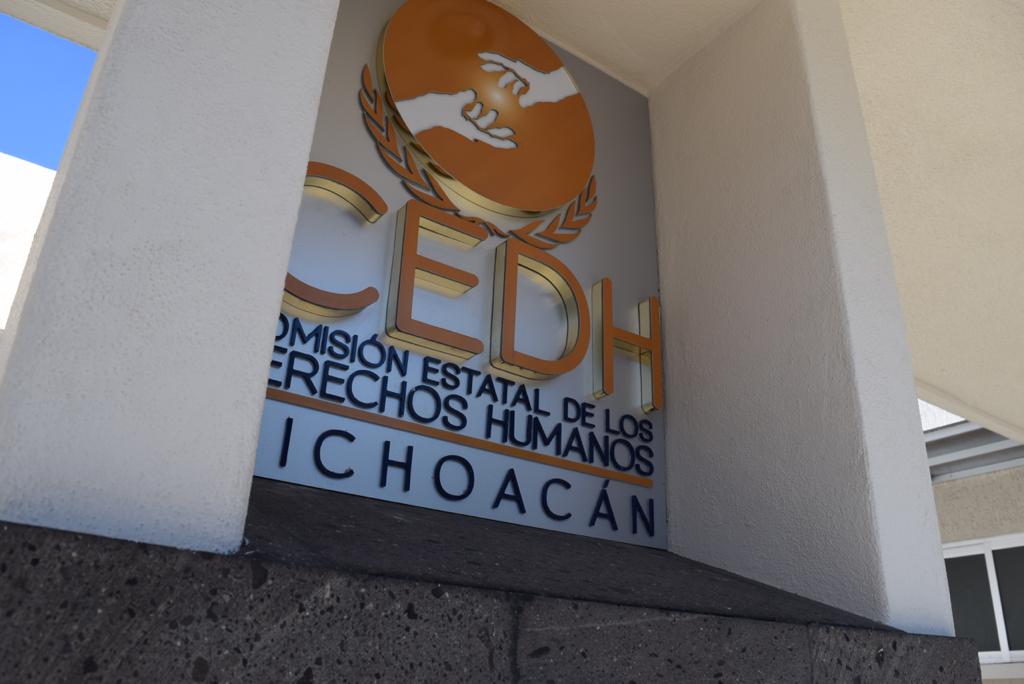 CEDH
OMISIÓN ESTATAL DE LOS
ERECHOS HUMANOS
ICHOACÁN